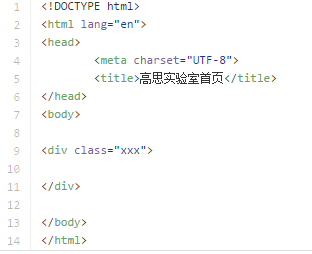 1 <!DOCTYPE html>
2 <html lang="en">
3 <head>
4 <meta charset="UTF-8">
5 <title>高思实验室首页</title>
6 </head>
7 <body>
8
9 <div class="xxx">
10
11 </div>
12
13 </body>
14 </html>